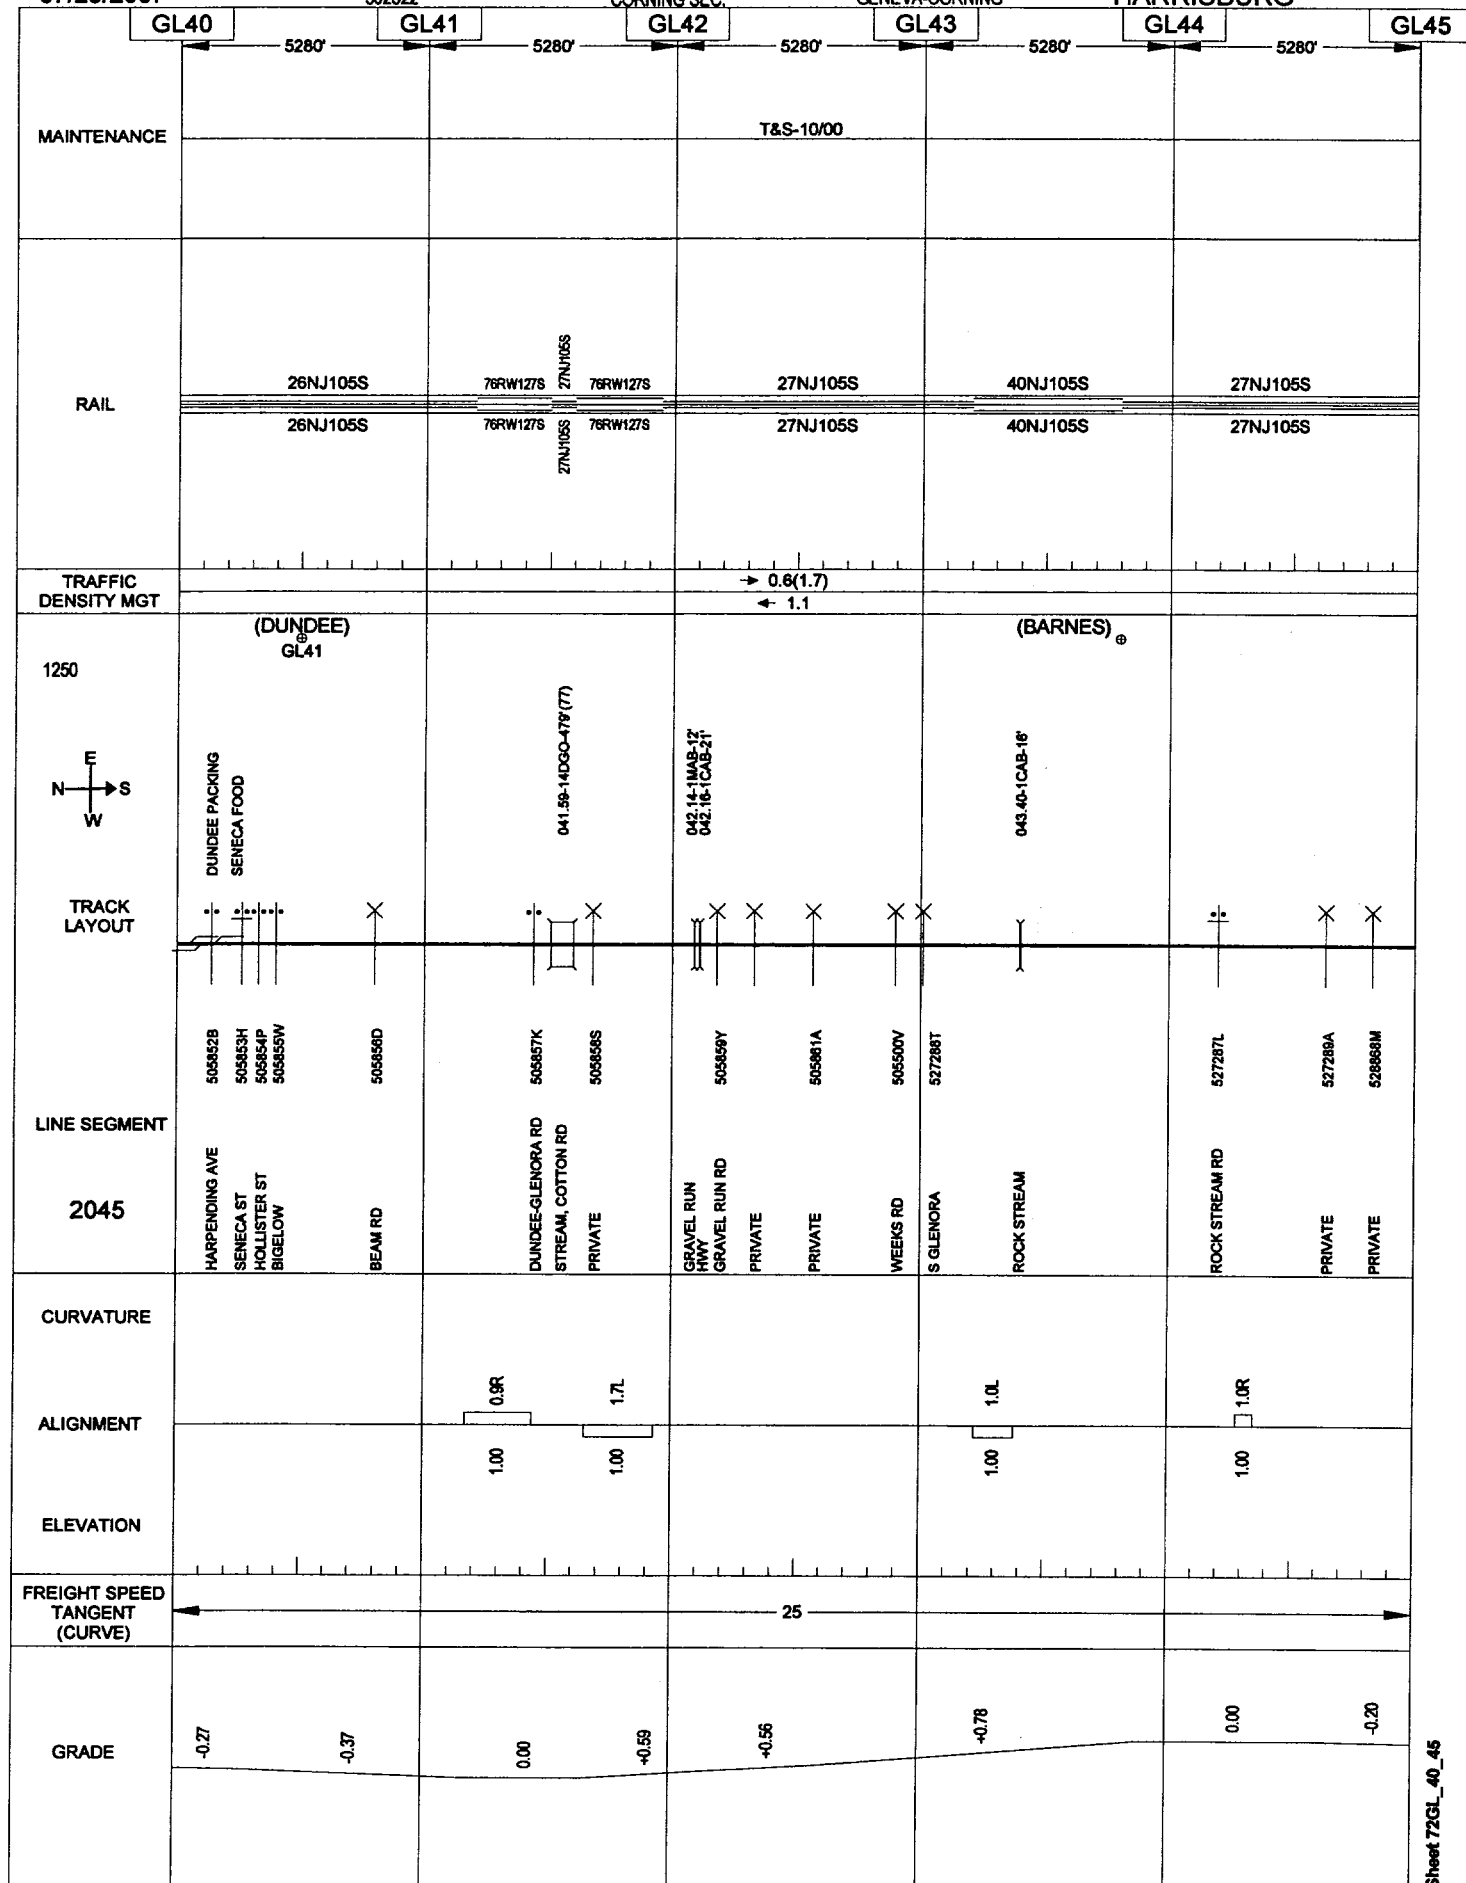 CORNING SEC.
GENEVA-CORNING
HARRISBURG
GL40 GL41 GL42 GL43 GL44 GL45
5280' 5280' 5280' 5280' 5280'
MAINTENANCE
T&S-10/00
RAIL
26NJ105S 76RW127S 27NJ105S 76RW127S 27NJ105S 40NJ105S 27NJ105S
26NJ105S 76RW127S 27NJ105S 76RW127S 27NJ105S 40NJ105S 27NJ105S
TRAFFIC
DENSITY MGT
→ 0.6(1.7)
← 1.1
(DUNDEE)
GL41
(BARNES)
1250
E
N S
W
DUNDEE PACKING
SENECA FOOD
041.59-14DGO-479'(77)
042.14-1MAB-12'
042.16-1CAB-21'
043.40-1CAB-16'
TRACK
LAYOUT
505852B
505853H
505854P
505855W
505856D
505857K
505858S
505859Y
505861A
505500V
527287L
527289A
528868M
LINE SEGMENT
2045
HARPENDING AVE
SENECA ST
HOLLISTER ST
BIGELOW
BEAM RD
DUNDEE-GLENORA RD
STREAM, COTTON RD
PRIVATE
GRAVEL RUN
HWY
GRAVEL RUN RD
PRIVATE
PRIVATE
WEEKS RD
S GLENORA
ROCK STREAM
ROCK STREAM RD
PRIVATE
PRIVATE
CURVATURE
0.9R 1.7L 1.0L 1.0R
ALIGNMENT
1.00 1.00 1.00 1.00
ELEVATION
FREIGHT SPEED
TANGENT
(CURVE)
25
GRADE
-0.27 -0.37 0.00 +0.59 +0.56 +0.78 0.00 -0.20
Sheet 72GL_40_45